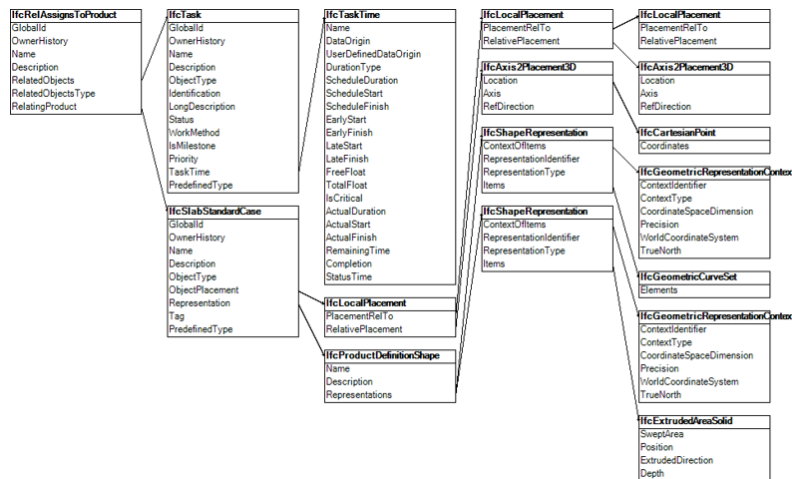 IfcRelAssignsToProduct
GlobalId
OwnerHistory
Name
Description
RelatedObjects
RelatedObjectsType
RelatingProduct
IfcTask
GlobalId
OwnerHistory
Name
Description
ObjectType
Identification
LongDescription
Status
WorkMethod
IsMilestone
Priority
TaskTime
PredefinedType
IfcSlabStandardCase
GlobalId
OwnerHistory
Name
Description
ObjectType
ObjectPlacement
Representation
Tag
PredefinedType
IfcTaskTime
Name
DataOrigin
UserDefinedDataOrigin
DurationType
ScheduleDuration
ScheduleStart
ScheduleFinish
EarlyStart
EarlyFinish
LateStart
LateFinish
FreeFloat
TotalFloat
IsCritical
ActualDuration
ActualStart
ActualFinish
RemainingTime
Completion
StatusTime
IfcLocalPlacement
PlacementRelTo
RelativePlacement
IfcProductDefinitionShape
Name
Description
Representations
IfcLocalPlacement
PlacementRelTo
RelativePlacement
IfcAxis2Placement3D
Location
Axis
RefDirection
IfcShapeRepresentation
ContextOfItems
RepresentationIdentifier
RepresentationType
Items
IfcShapeRepresentation
ContextOfItems
RepresentationIdentifier
RepresentationType
Items
IfcLocalPlacement
PlacementRelTo
RelativePlacement
IfcAxis2Placement3D
Location
Axis
RefDirection
IfcCartesianPoint
Coordinates
IfcGeometricRepresentationContext
ContextIdentifier
ContextType
CoordinateSpaceDimension
Precision
WorldCoordinateSystem
TrueNorth
IfcGeometricCurveSet
Elements
IfcGeometricRepresentationContext
ContextIdentifier
ContextType
CoordinateSpaceDimension
Precision
WorldCoordinateSystem
TrueNorth
IfcExtrudedAreaSolid
SweptArea
Position
ExtrudedDirection
Depth